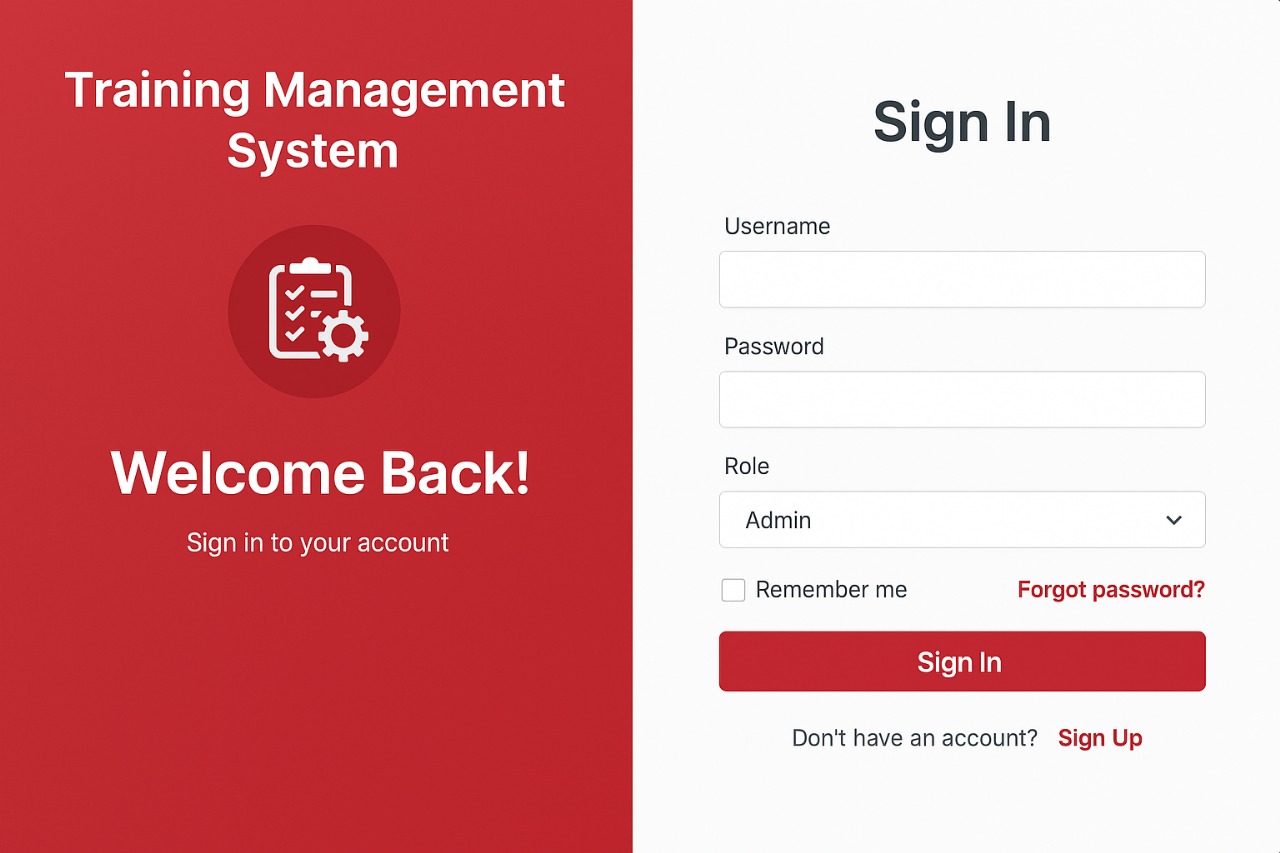 Training Management
System
Welcome Back!
Sign in to your account
Sign In
Username
Password
Role
Admin
Remember me
Forgot password?
Sign In
Don't have an account? Sign Up